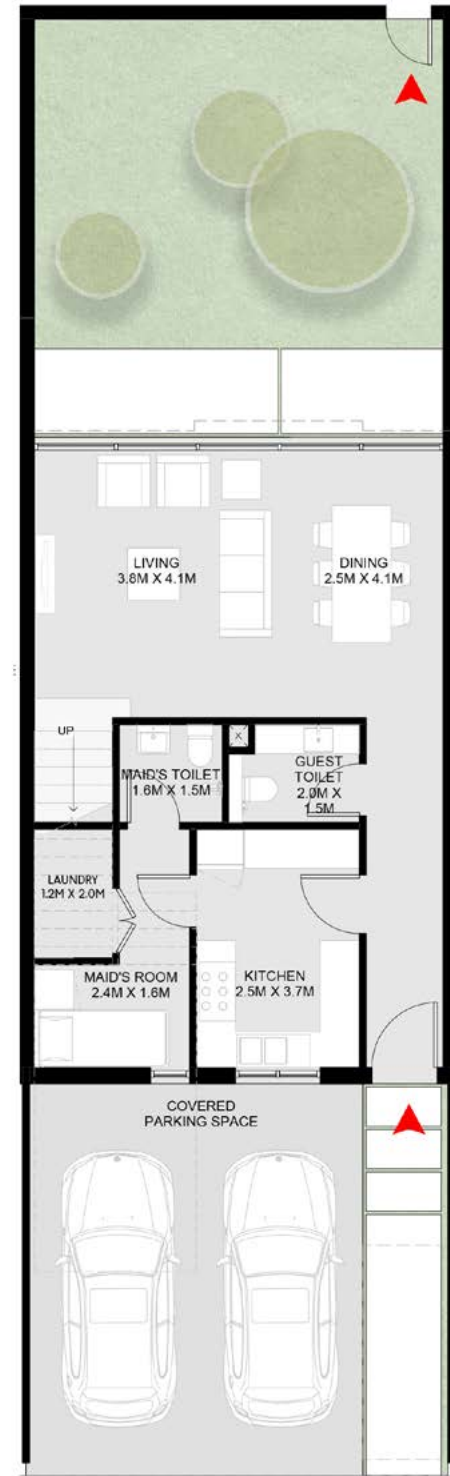 LIVING
3.8M X 4.1M
DINING
2.5M X 4.1M
UP
MAID'S TOILET
1.6M X 1.5M
X
GUEST
TOILET
2.0M X
1.5M
LAUNDRY
1.2M X 2.0M
MAID'S ROOM
2.4M X 1.6M
KITCHEN
2.5M X 3.7M
COVERED
PARKING SPACE